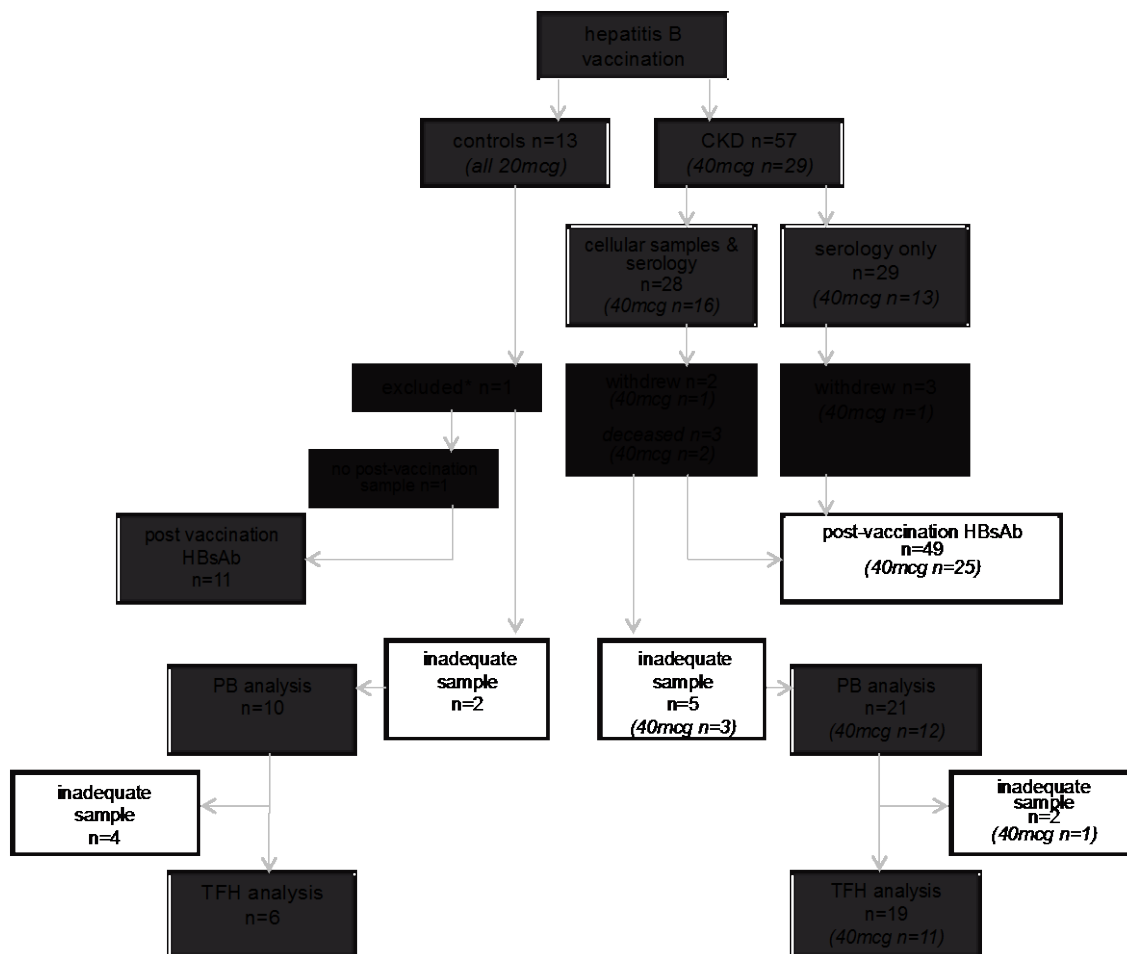 hepatitis B
vaccination
controls n=13
(all 20mcg)
CKD n=57
(40mcg n=29)
cellular samples &
serology
n=28
(40mcg n=16)
serology only
n=29
(40mcg n=13)
excluded* n=1
withdrew n=2
(40mcg n=1)
deceased n=3
(40mcg n=2)
withdrew n=3
(40mcg n=1)
no post-vaccination
sample n=1
post vaccination
HBsAb
n=11
post-vaccination HBsAb
n=49
(40mcg n=25)
PB analysis
n=10
inadequate
sample
n=2
inadequate
sample
n=5
(40mcg n=3)
PB analysis
n=21
(40mcg n=12)
inadequate
sample
n=4
inadequate
sample
n=2
(40mcg n=1)
TFH analysis
n=6
TFH analysis
n=19
(40mcg n=11)